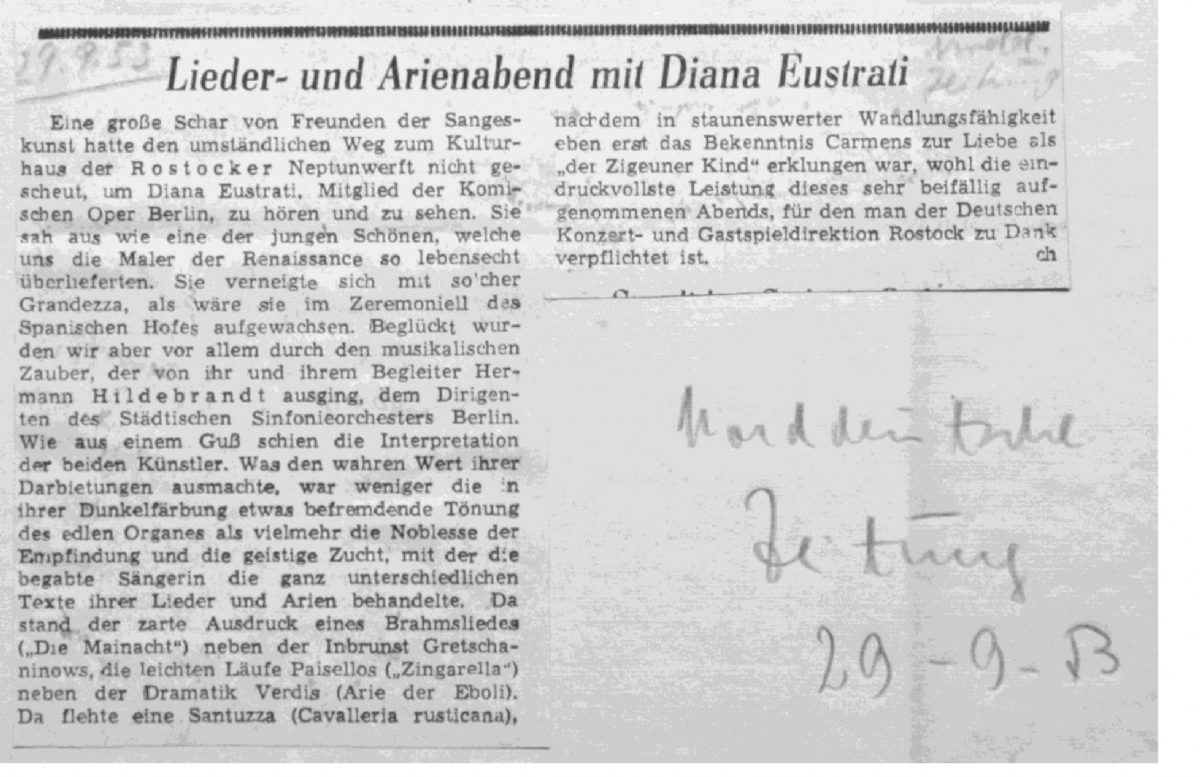 29.9.53
Lieder- und Arienabend mit Diana Eustrati
Eine große Schar von Freunden der Sanges-
kunst hatte den umständlichen Weg zum Kultur-
haus der Rostocker Neptunwerft nicht ge-
scheut, um Diana Eustrati, Mitglied der Komi-
schen Oper Berlin, zu hören und zu sehen. Sie
sah aus wie eine der jungen Schönen, welche
uns die Maler der Renaissance so lebensecht
überlieferten. Sie verneigte sich mit so'cher
Grandezza, als wäre sie im Zeremoniell des
Spanischen Hofes aufgewachsen. Beglückt wur-
den wir aber vor allem durch den musikalischen
Zauber, der von ihr und ihrem Begleiter Her-
mann Hildebrandt ausging, dem Dirigen-
ten des Städtischen Sinfonieorchesters Berlin.
Wie aus einem Guß schien die Interpretation
der beiden Künstler. Was den wahren Wert ihrer
Darbietungen ausmachte, war weniger die in
ihrer Dunkelfärbung etwas befremdende Tönung
des edlen Organes als vielmehr die Noblesse der
Empfindung und die geistige Zucht, mit der die
begabte Sängerin die ganz unterschiedlichen
Texte ihrer Lieder und Arien behandelte. Da
stand der zarte Ausdruck eines Brahmsliedes
(„Die Mainacht“) neben der Inbrunst Gretscha-
ninows, die leichten Läufe Paisellos („Zingarella“)
neben der Dramatik Verdis (Arie der Eboli).
Da flehte eine Santuzza (Cavalleria rusticana),
nachdem in staunenswerter Wandlungsfähigkeit
eben erst das Bekenntnis Carmens zur Liebe als
„der Zigeuner Kind“ erklungen war, wohl die ein-
druckvollste Leistung dieses sehr beifällig auf-
genommenen Abends, für den man der Deutschen
Konzert- und Gastspieldirektion Rostock zu Dank
verpflichtet ist. ch
Norddeutsche
Zeitung
29-9-53